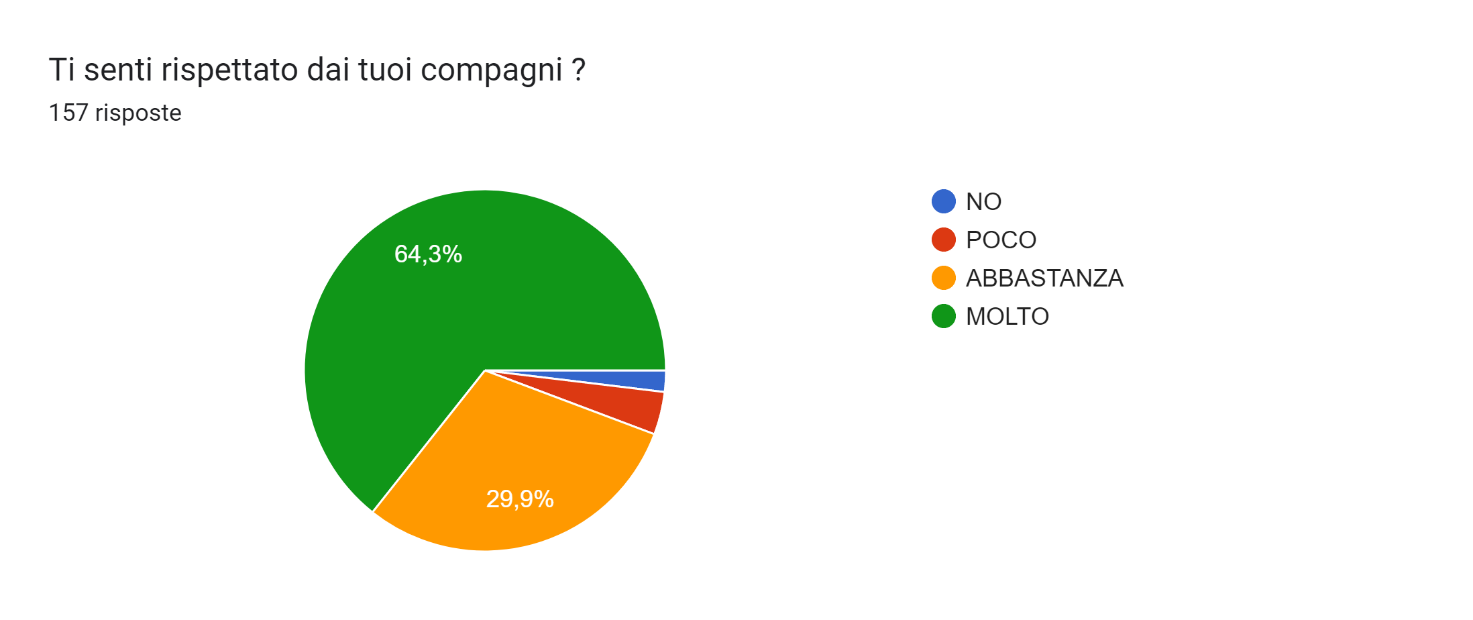 Ti senti rispettato dai tuoi compagni ?
157 risposte
NO
POCO
ABBASTANZA
MOLTO
64,3%
29,9%